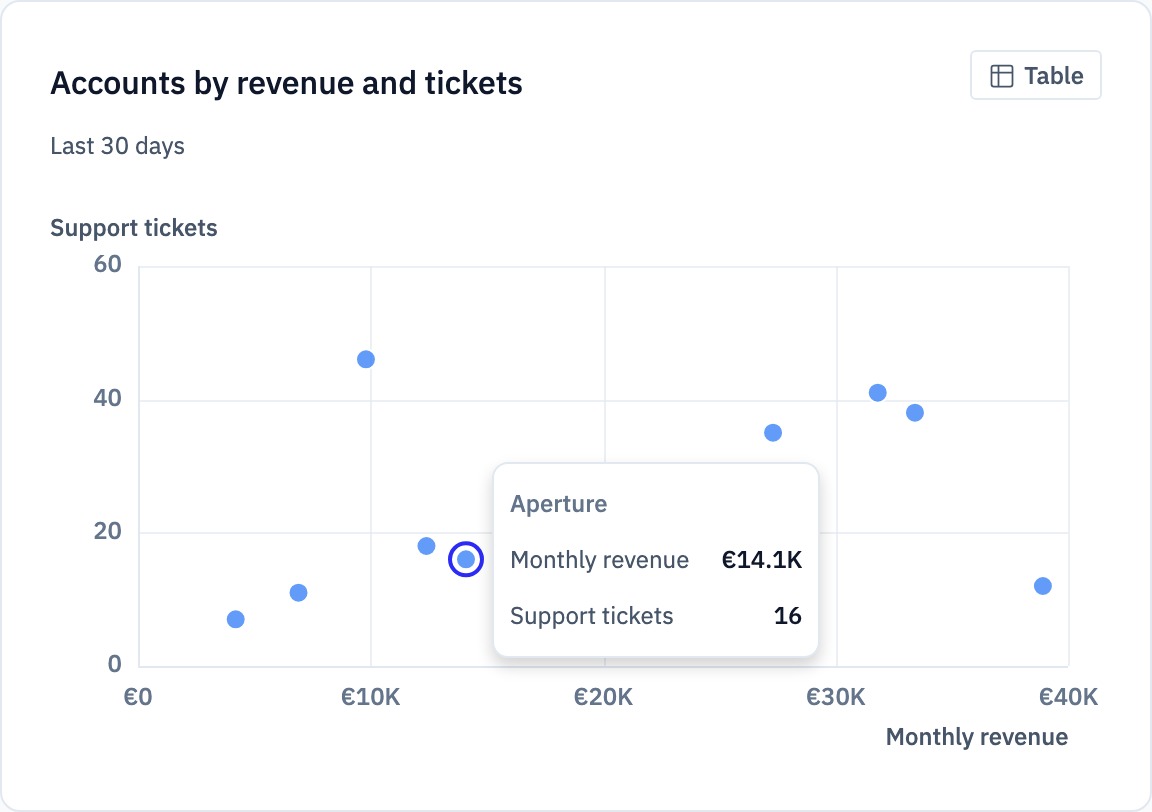 Accounts by revenue and tickets
Table
Last 30 days
Support tickets
60
40
20
0
Aperture
Monthly revenue €14.1K
Support tickets 16
€0 €10K €20K €30K €40K
Monthly revenue